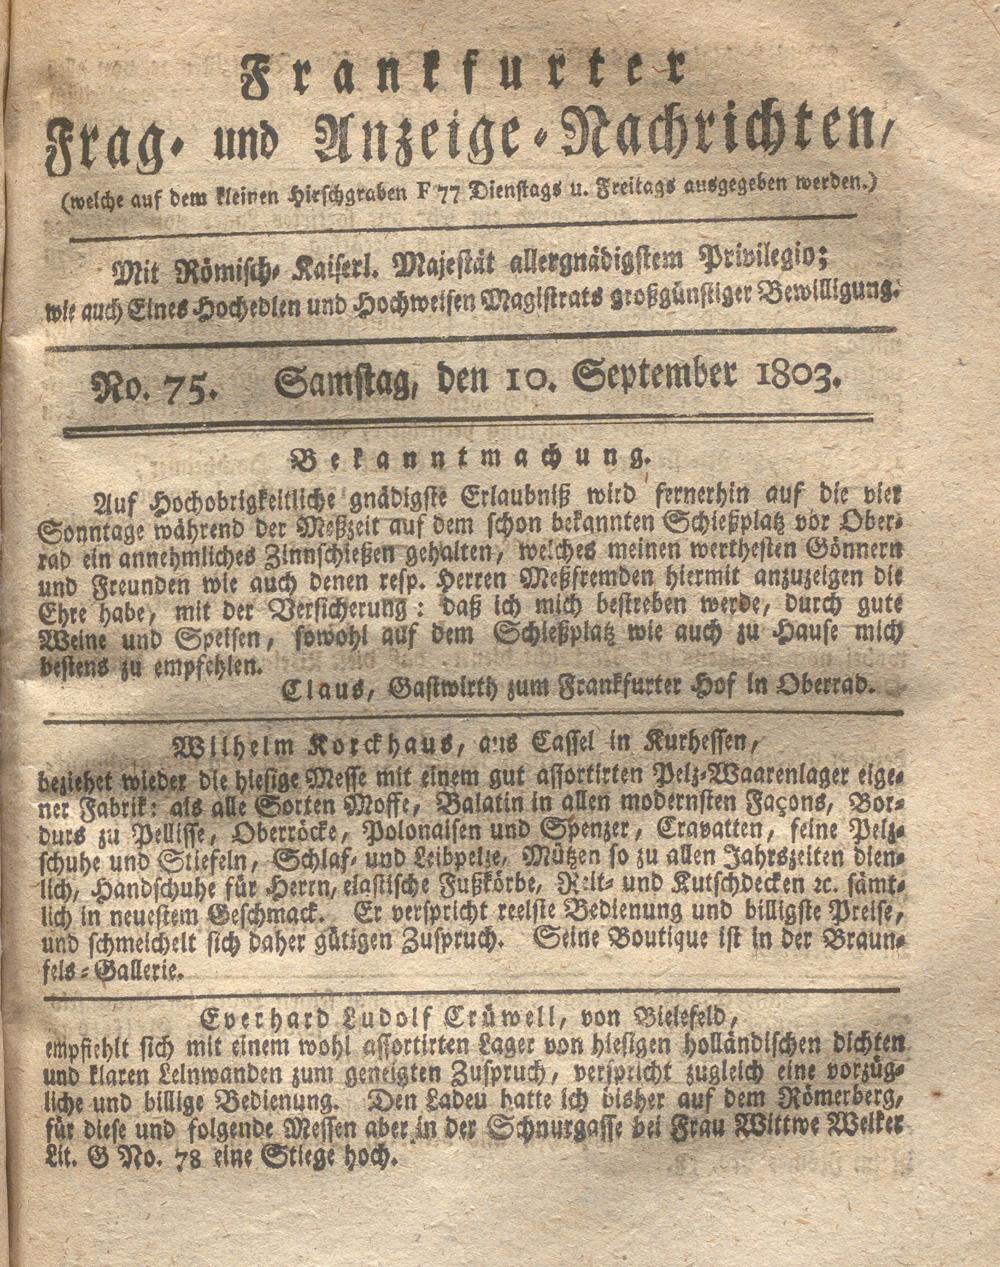 Frankfurter
Frag- und Anzeige-Nachrichten,
(welche auf dem kleinen Hirschgraben F 77 Dienstags u. Freitags ausgegeben werden.)
Mit Römisch- Kaiserl. Majestät allergnädigstem Privilegio;
wie auch Eines Hochedlen und Hochweisen Magistrats großgünstiger Bewilligung.
No. 75. Samstag, den 10. September 1803.
Bekanntmachung.
Auf Hochobrigkeitliche gnädigste Erlaubniß wird fernerhin auf die vier
Sonntage während der Meßzeit auf dem schon bekannten Schießplatz vor Ober-
rad ein annehmliches Zinnschießen gehalten, welches meinen werthesten Gönnern
und Freunden wie auch denen resp. Herren Meßfremden hiermit anzuzeigen die
Ehre habe, mit der Versicherung: daß ich mich bestreben werde, durch gute
Weine und Speisen, sowohl auf dem Schießplatz wie auch zu Hause mich
bestens zu empfehlen.
Claus, Gastwirth zum Frankfurter Hof in Oberrad.
Wilhelm Korckhaus, aus Cassel in Kurhessen,
beziehet wieder die hiesige Messe mit einem gut assortirten Pelz-Waarenlager eige-
ner Fabrik: als alle Sorten Moffe, Balatin in allen modernsten Façons, Bor-
durs zu Pellisse, Oberröcke, Polonaisen und Spenzer, Cravatten, feine Pelz-
schuhe und Stiefeln, Schlaf- und Leibpelze, Mützen so zu allen Jahrszeiten dien-
lich, Handschuhe für Herrn, elastische Fußkörbe, Reit- und Kutschdecken ꝛc. sämt-
lich in neuestem Geschmack. Er verspricht reelste Bedienung und billigste Preise,
und schmeichelt sich daher gütigen Zuspruch. Seine Boutique ist in der Braun-
fels-Gallerie.
Everhard Ludolf Crüwell, von Bielefeld,
empfiehlt sich mit einem wohl assortirten Lager von hiesigen holländischen dichten
und klaren Leinwanden zum geneigten Zuspruch, verspricht zugleich eine vorzüg-
liche und billige Bedienung. Den Ladeu hatte ich bisher auf dem Römerberg,
für diese und folgende Messen aber in der Schnurgasse bei Frau Wittwe Welker
Lit. G No. 78 eine Stiege hoch.